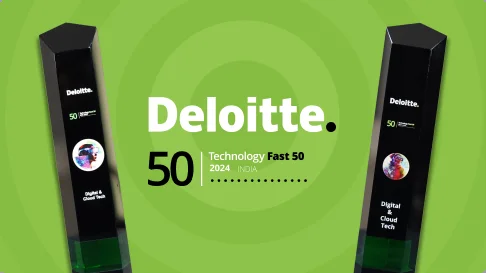 Deloitte.
50
Technology Fast 50
2024 INDIA
Deloitte.
50
Digital &
Cloud Tech
Deloitte.
50
Digital
&
Cloud
Tech